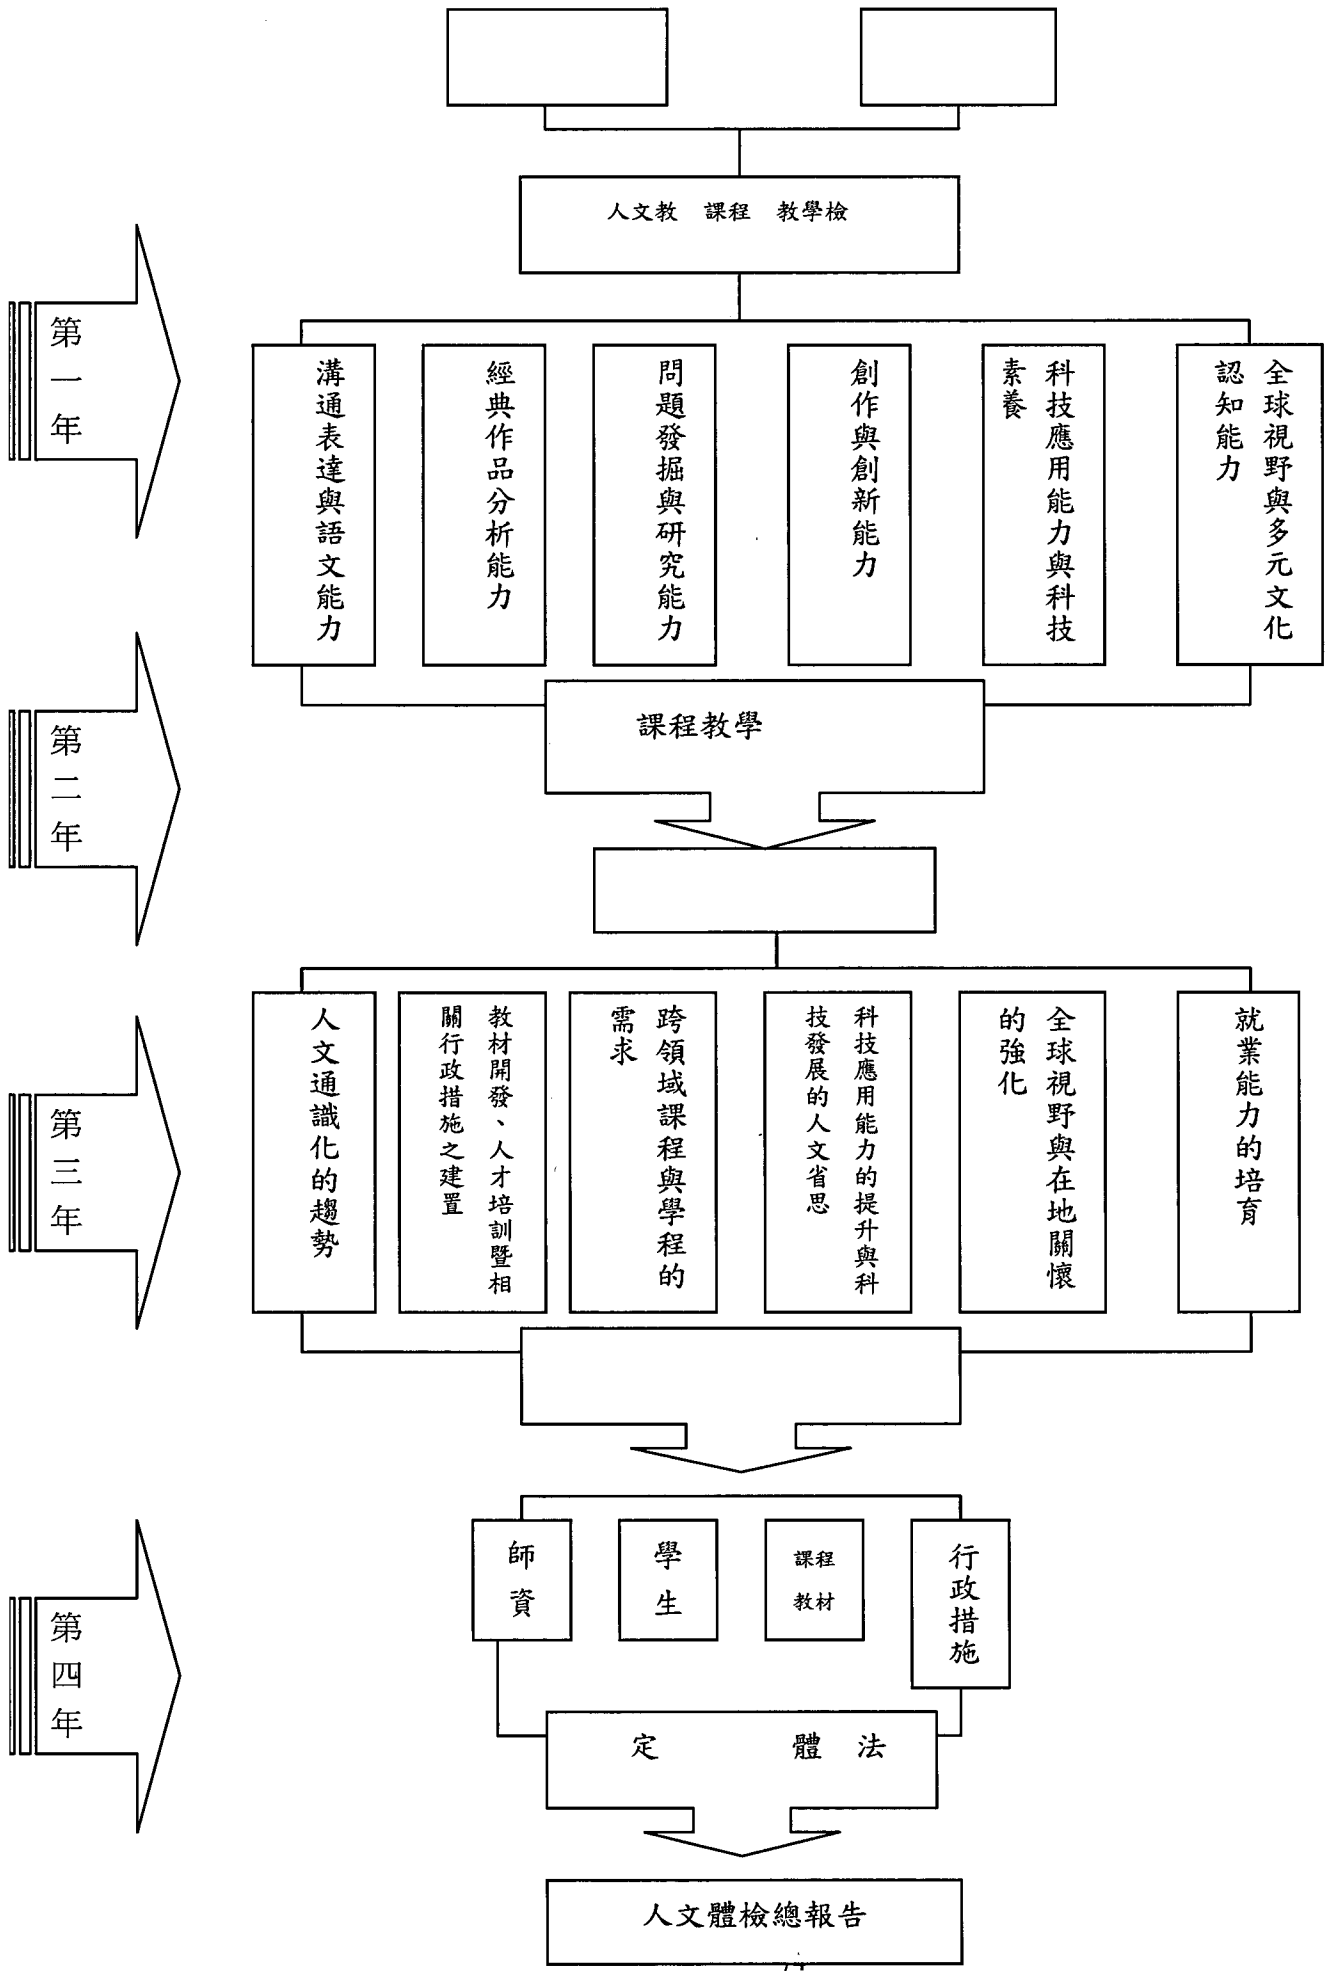 人文教　課程　教學檢
第一年
溝通表達與語文能力
經典作品分析能力
問題發掘與研究能力
創作與創新能力
科技應用能力與科技
素養
全球視野與多元文化
認知能力
第二年
課程教學
第三年
人文通識化的趨勢
教材開發、人才培訓暨相
關行政措施之建置
跨領域課程與學程的
需求
科技應用能力的提升與科
技發展的人文省思
全球視野與在地關懷
的強化
就業能力的培育
第四年
師資
學生
課程
教材
行政措施
定　　　　體　法
人文體檢總報告